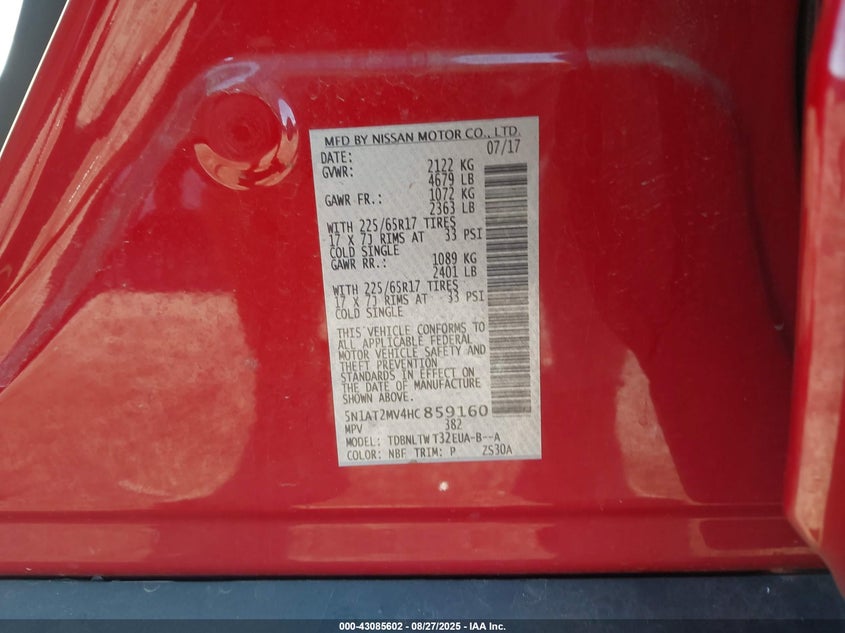 MFD BY NISSAN MOTOR CO., LTD.
DATE: 07/17
GVWR: 2122 KG
4679 LB
GAWR FR.: 1072 KG
2363 LB
WITH 225/65R17 TIRES
17 X 7J RIMS AT 33 PSI
COLD SINGLE
GAWR RR.: 1089 KG
2401 LB
WITH 225/65R17 TIRES
17 X 7J RIMS AT 33 PSI
COLD SINGLE
THIS VEHICLE CONFORMS TO
ALL APPLICABLE FEDERAL
MOTOR VEHICLE SAFETY AND
THEFT PREVENTION
STANDARDS IN EFFECT ON
THE DATE OF MANUFACTURE
SHOWN ABOVE.
5N1AT2MV4HC859160
MPV 382
MODEL: TDBNLTW T32EUA-B--A
COLOR: NBF TRIM: P ZS30A
000-43085602 - 08/27/2025 - IAA Inc.